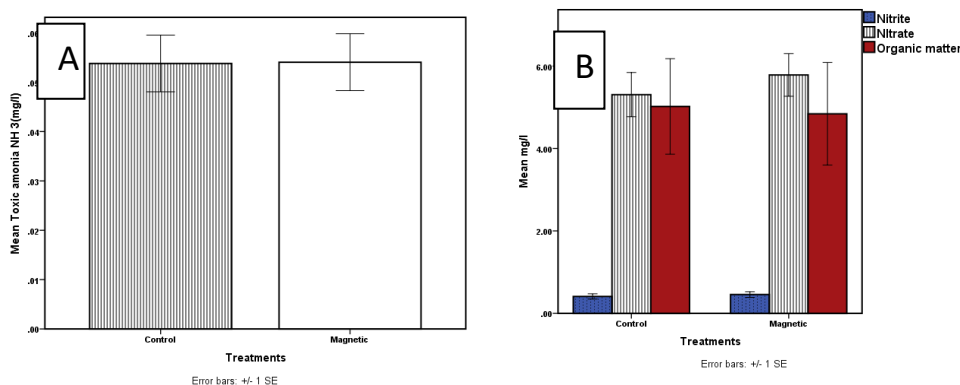 A
Mean Toxic amonia NH 3(mg/l)
.05
.04
.03
.02
.01
.00
Control
Magnetic
Treatments
Error bars: +/- 1 SE
B
Nitrite
NItrate
Organic matter
Mean mg/l
6.00
4.00
2.00
.00
Control
Magnetic
Treatments
Error bars: +/- 1 SE